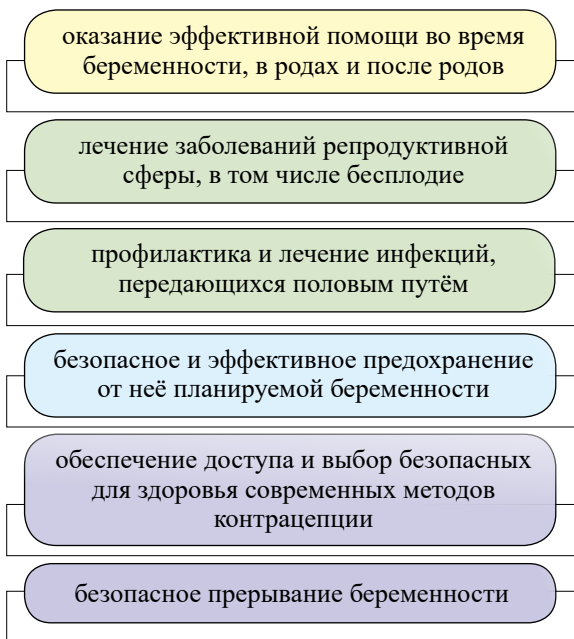 оказание эффективной помощи во время
беременности, в родах и после родов
лечение заболеваний репродуктивной
сферы, в том числе бесплодие
профилактика и лечение инфекций,
передающихся половым путём
безопасное и эффективное предохранение
от неё планируемой беременности
обеспечение доступа и выбор безопасных
для здоровья современных методов
контрацепции
безопасное прерывание беременности